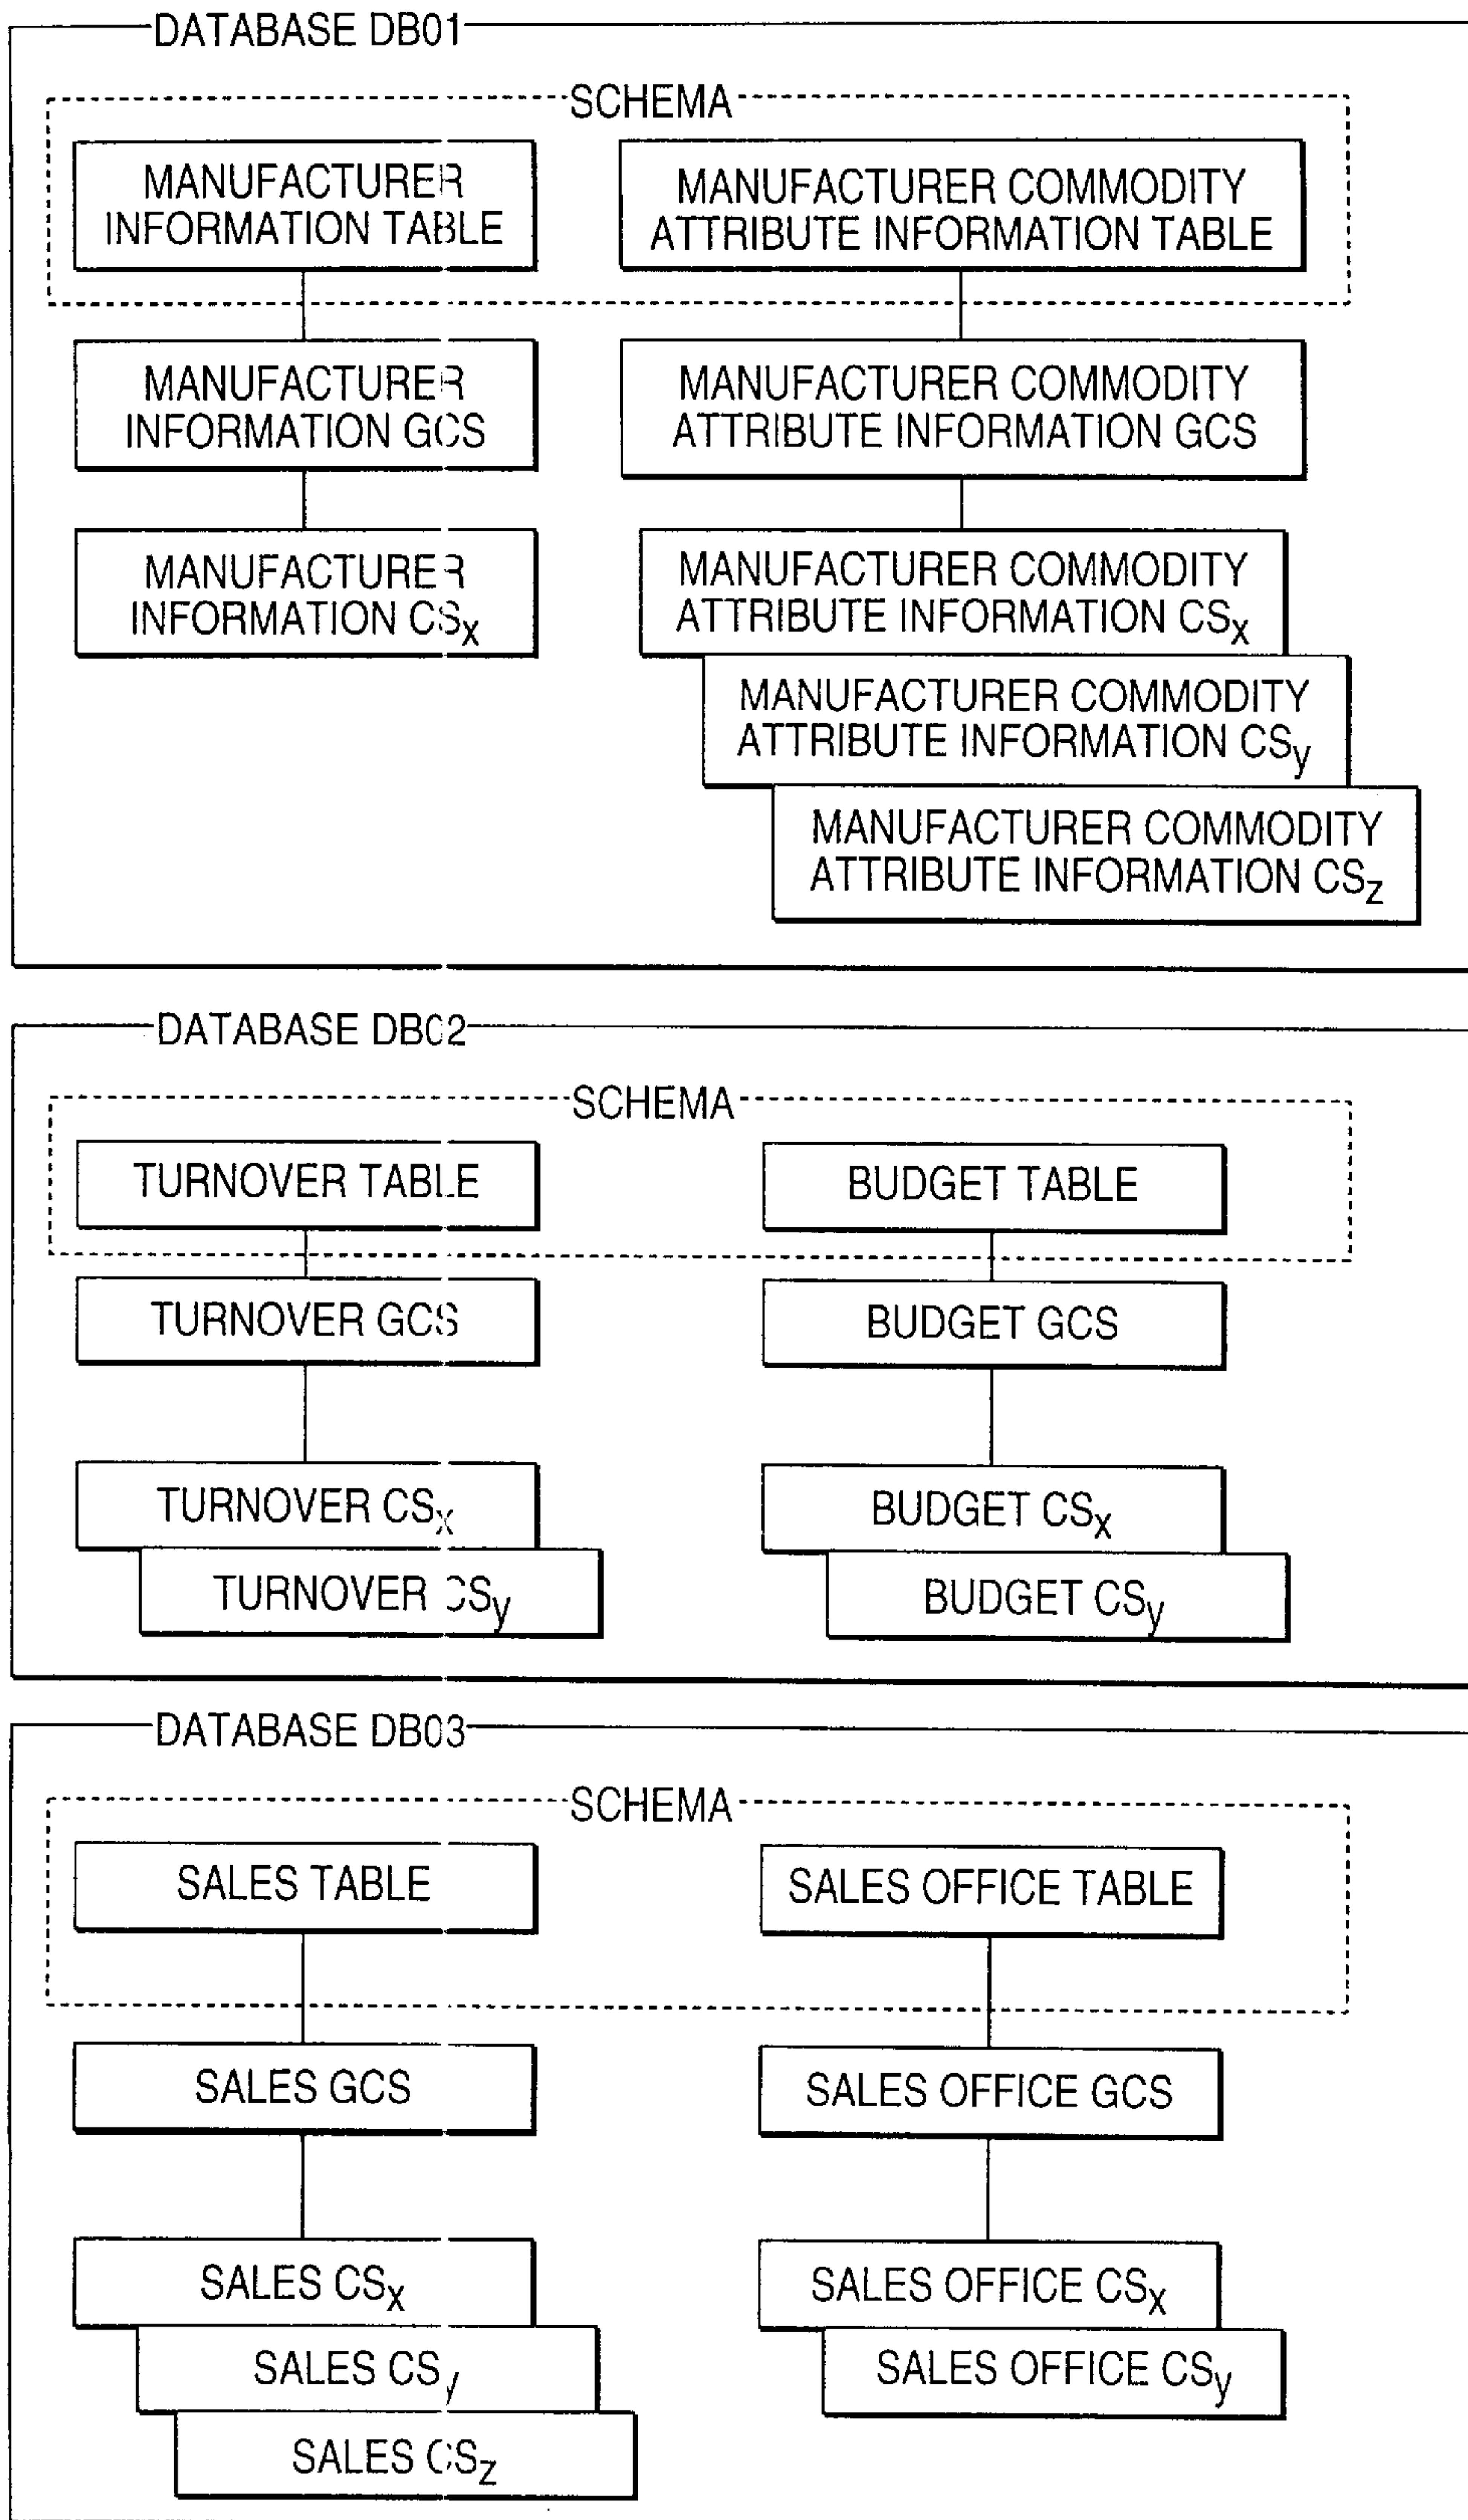 DATABASE DB01
SCHEMA
MANUFACTURER
INFORMATION TABLE
MANUFACTURER COMMODITY
ATTRIBUTE INFORMATION TABLE
MANUFACTURER
INFORMATION GCS
MANUFACTURER COMMODITY
ATTRIBUTE INFORMATION GCS
MANUFACTURER
INFORMATION CSx
MANUFACTURER COMMODITY
ATTRIBUTE INFORMATION CSx
MANUFACTURER COMMODITY
ATTRIBUTE INFORMATION CSy
MANUFACTURER COMMODITY
ATTRIBUTE INFORMATION CSz
DATABASE DB02
SCHEMA
TURNOVER TABLE
BUDGET TABLE
TURNOVER GCS
BUDGET GCS
TURNOVER CSx
BUDGET CSx
TURNOVER CSy
BUDGET CSy
DATABASE DB03
SCHEMA
SALES TABLE
SALES OFFICE TABLE
SALES GCS
SALES OFFICE GCS
SALES CSx
SALES OFFICE CSx
SALES CSy
SALES OFFICE CSy
SALES CSz